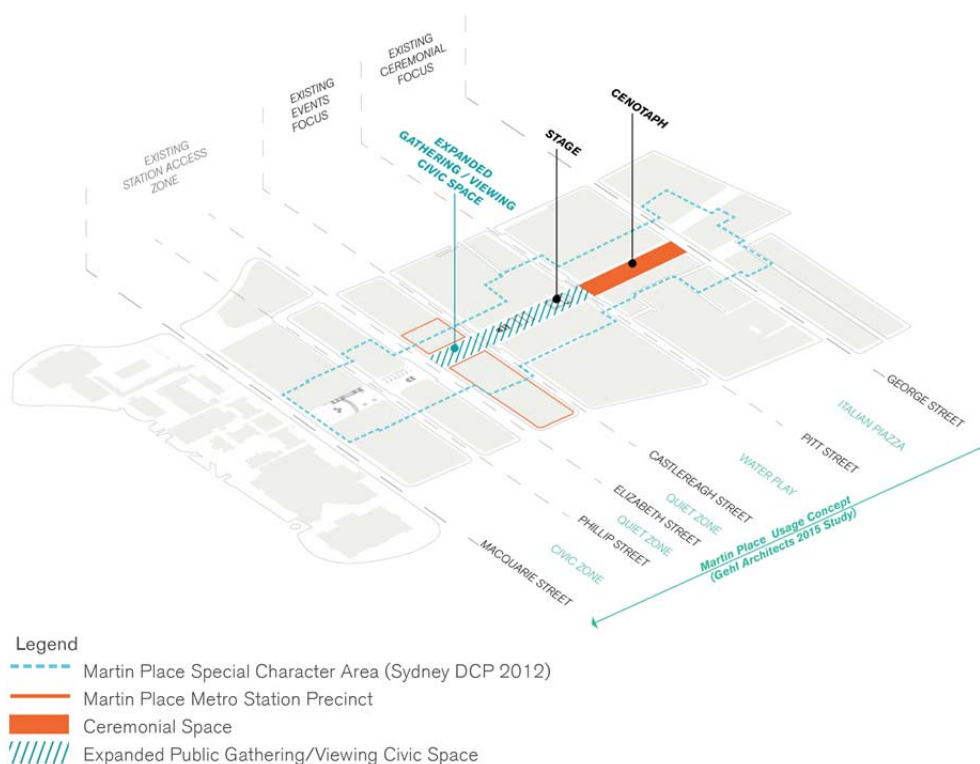 EXISTING
CEREMONIAL
FOCUS
EXISTING
EVENTS
FOCUS
EXISTING
STATION ACCESS
ZONE
CENOTAPH
STAGE
EXPANDED
GATHERING / VIEWING
CIVIC SPACE
GEORGE STREET
ITALIAN PIAZZA
PITT STREET
WATER PLAY
CASTLEREAGH STREET
QUIET ZONE
ELIZABETH STREET
QUIET ZONE
PHILLIP STREET
CIVIC ZONE
MACQUARIE STREET
Martin Place Usage Concept
(Gehl Architects 2015 Study)
Legend
Martin Place Special Character Area (Sydney DCP 2012)
Martin Place Metro Station Precinct
Ceremonial Space
Expanded Public Gathering/Viewing Civic Space